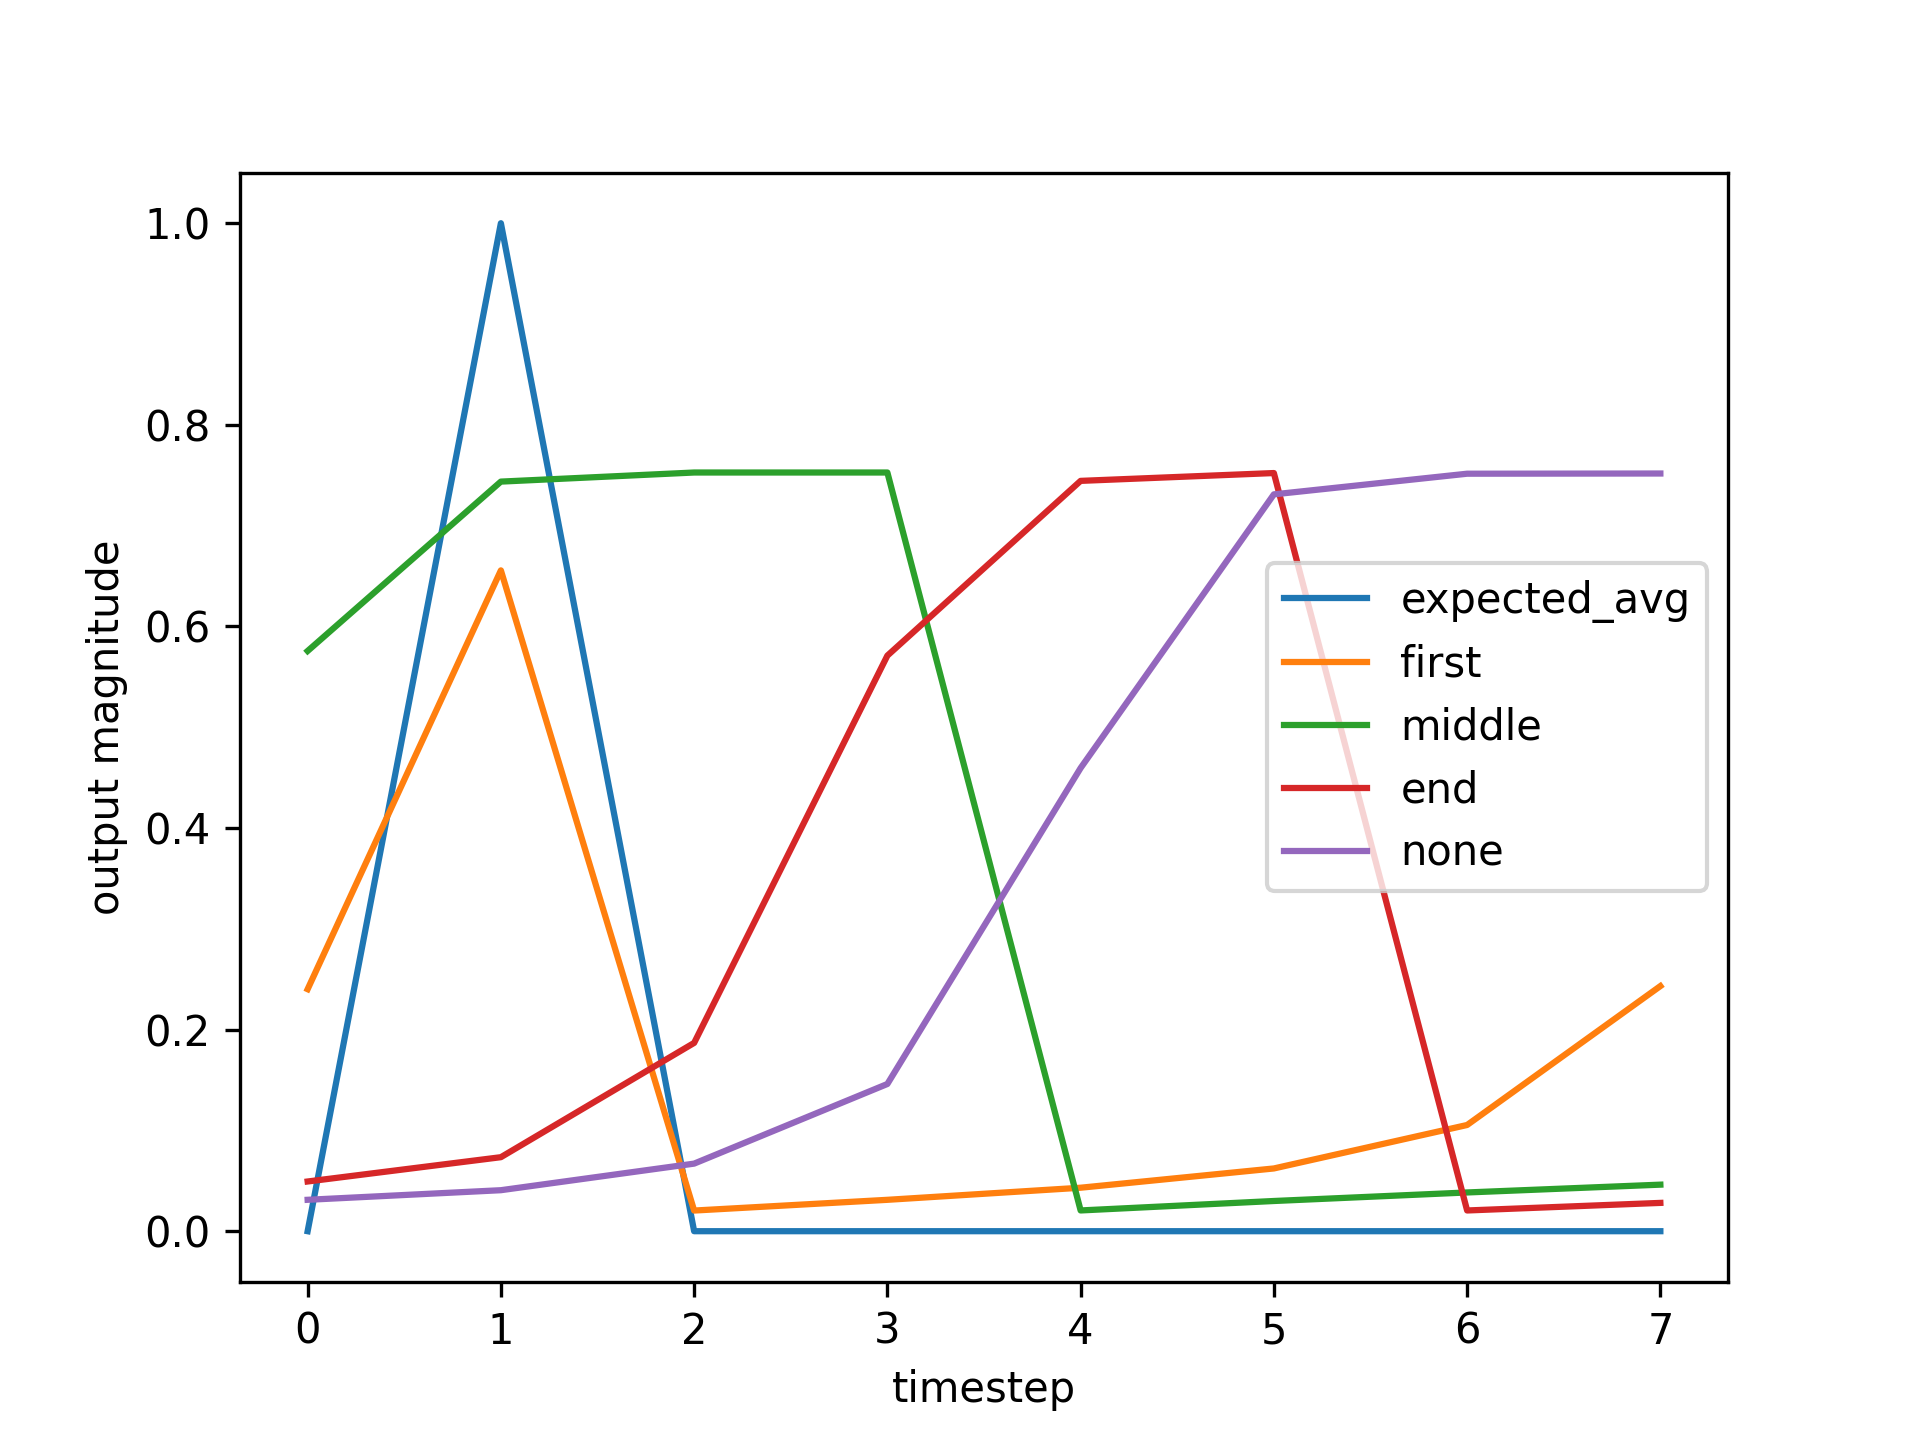 1.0
0.8
0.6
0.4
0.2
0.0
output magnitude
expected_avg
first
middle
end
none
0 1 2 3 4 5 6 7
timestep